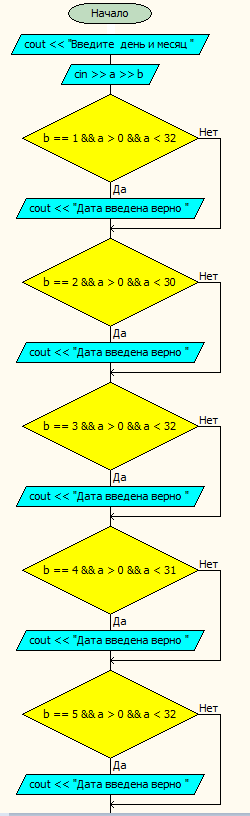 Начало
cout << "Введите  день и месяц "
cin >> a >> b
b == 1 && a > 0 && a < 32
Нет
Да
cout << "Дата введена верно "
b == 2 && a > 0 && a < 30
Нет
Да
cout << "Дата введена верно "
b == 3 && a > 0 && a < 32
Нет
Да
cout << "Дата введена верно "
b == 4 && a > 0 && a < 31
Нет
Да
cout << "Дата введена верно "
b == 5 && a > 0 && a < 32
Нет
Да
cout << "Дата введена верно "